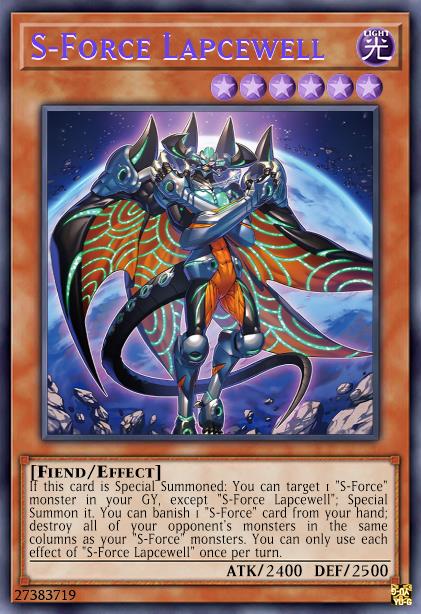 S-Force Lapcewell
LIGHT
光
[Fiend/Effect]
If this card is Special Summoned: You can target 1 "S-Force"
monster in your GY, except "S-Force Lapcewell"; Special
Summon it. You can banish 1 "S-Force" card from your hand;
destroy all of your opponent's monsters in the same
columns as your "S-Force" monsters. You can only use each
effect of "S-Force Lapcewell" once per turn.
ATK/2400 DEF/2500
27383719